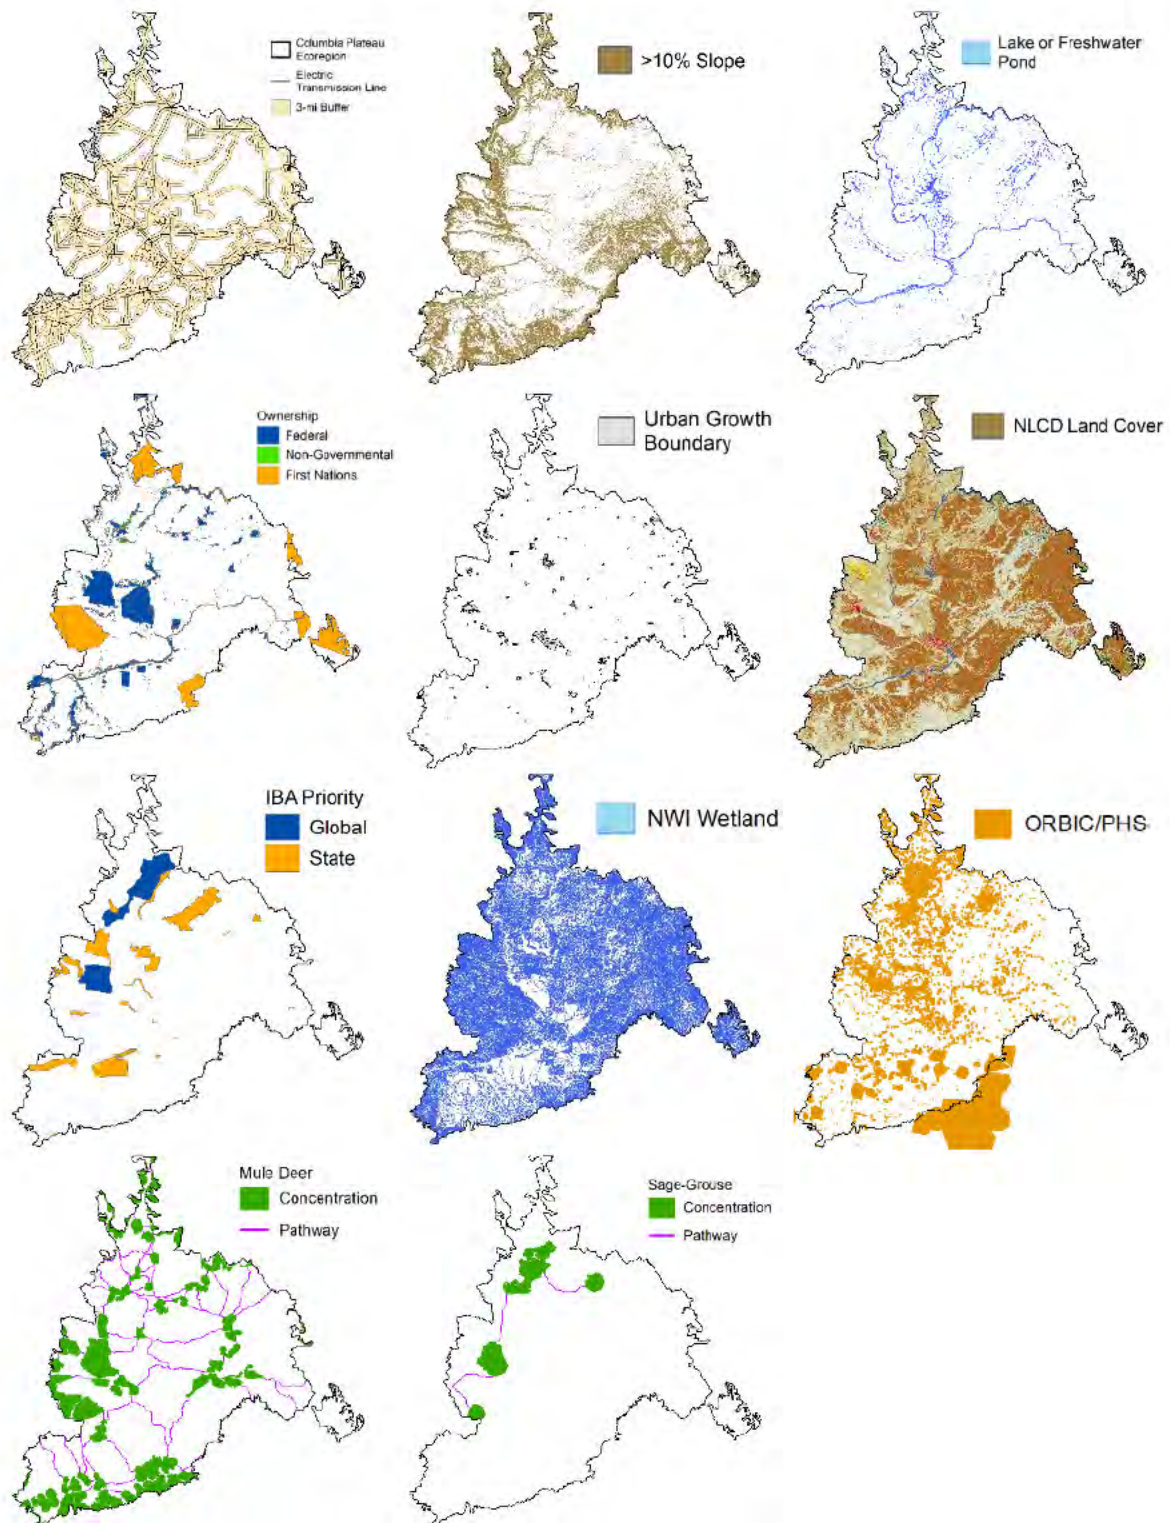 Columbia Plateau
Ecoregion
Electric
Transmission Line
3-mi Buffer
>10% Slope
Lake or Freshwater
Pond
Ownership
Federal
Non-Governmental
First Nations
Urban Growth
Boundary
NLCD Land Cover
IBA Priority
Global
State
NWI Wetland
ORBIC/PHS
Mule Deer
Concentration
Pathway
Sage-Grouse
Concentration
Pathway